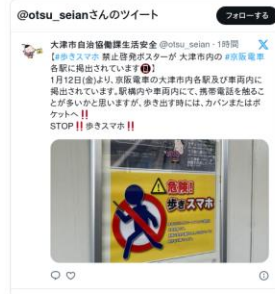 @otsu_seianさんのツイート
フォローする
大津市自治協働課生活安全 @otsu_seian・1時間
【#歩きスマホ 禁止啓発ポスターが 大津市内の #京阪電車
各駅に掲出されています】
1月12日(金)より、京阪電車の大津市内各駅及び車両内に
掲出されています。駅構内や車両内にて、携帯電話を触るこ
とが多いかと思いますが、歩き出す時には、カバンまたはポ
ケットへ‼
STOP‼歩きスマホ‼
危険!
歩きスマホ